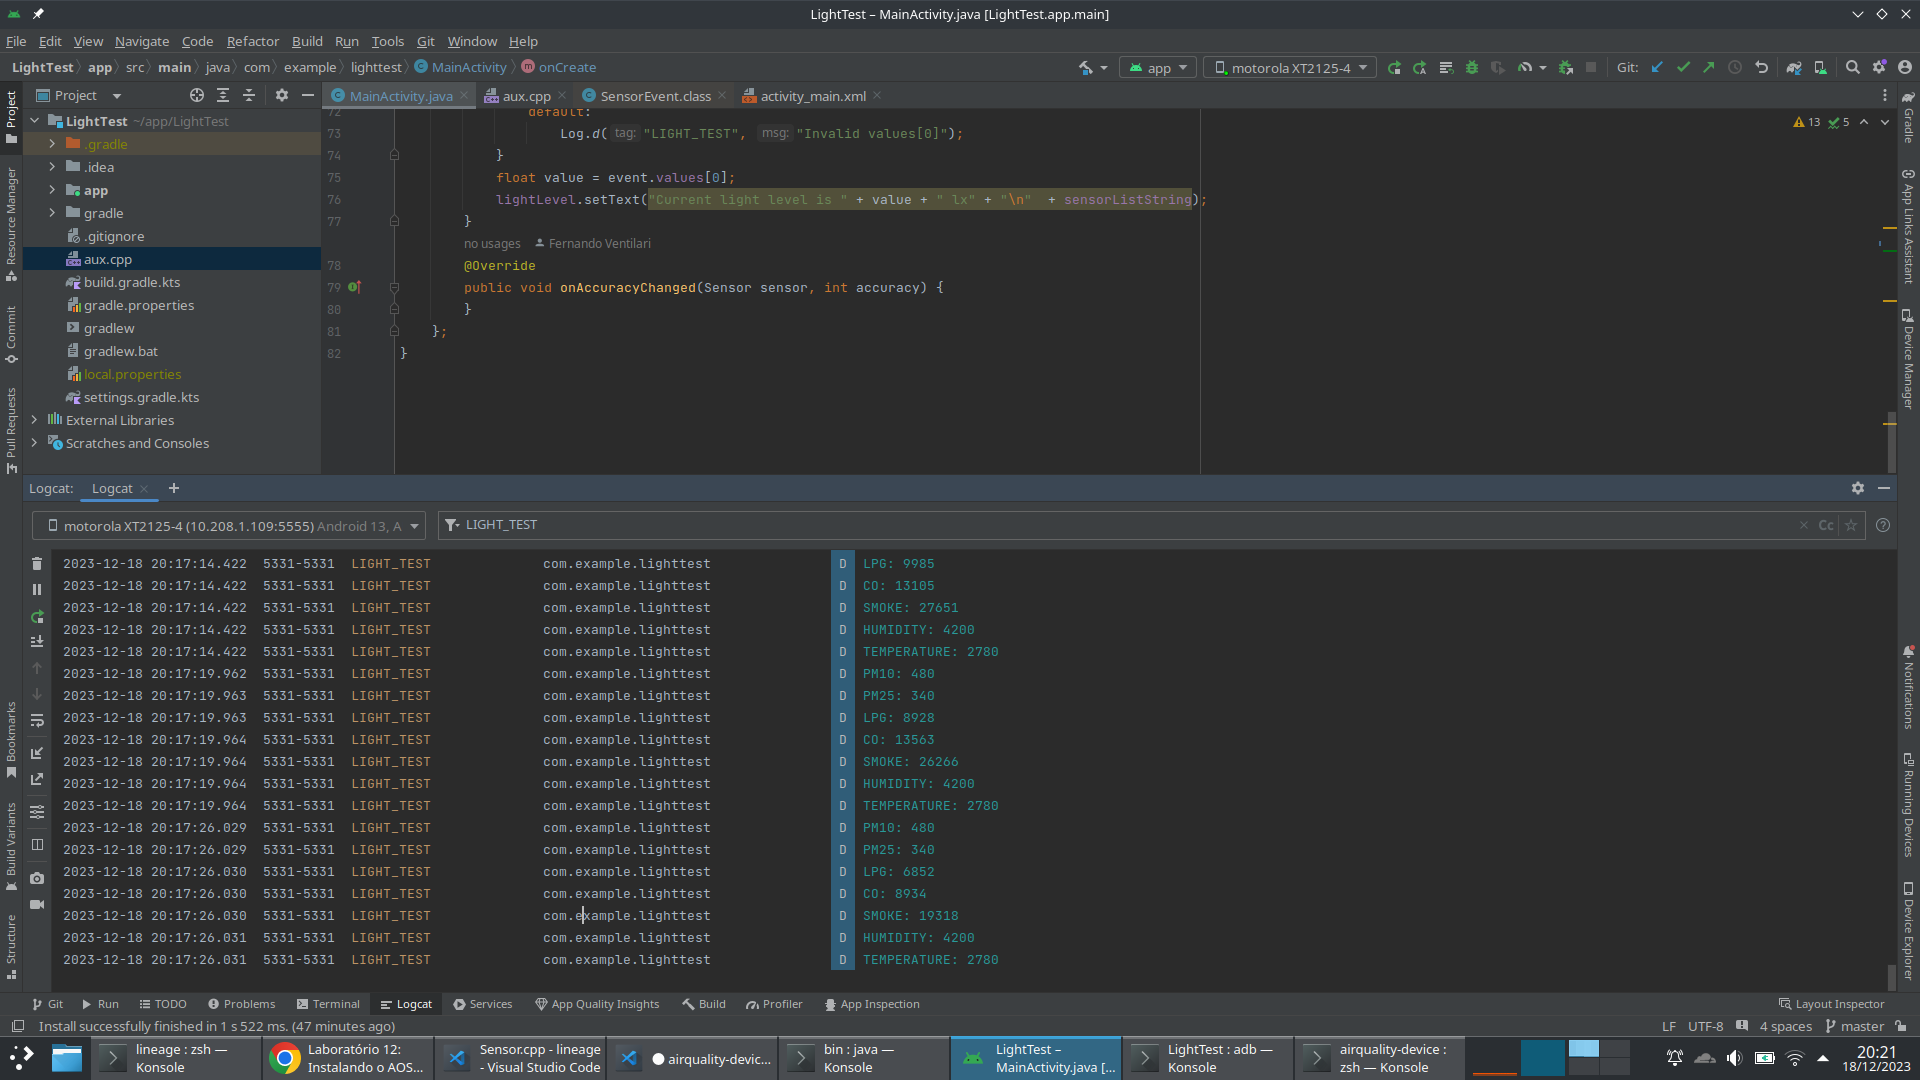 LightTest – MainActivity.java [LightTest.app.main]
File Edit View Navigate Code Refactor Build Run Tools Git Window Help
LightTest app src main java com example lighttest MainActivity onCreate app motorola XT2125-4 Git:
Project
MainActivity.java aux.cpp SensorEvent.class activity_main.xml
LightTest ~/app/LightTest
.gradle
.idea
app
gradle
.gitignore
aux.cpp
build.gradle.kts
gradle.properties
gradlew
gradlew.bat
local.properties
settings.gradle.kts
External Libraries
Scratches and Consoles
72 default:
73 Log.d( tag: "LIGHT_TEST", msg: "Invalid values[0]");
74 }
75 float value = event.values[0];
76 lightLevel.setText("Current light level is " + value + " lx" + "\n"  + sensorListString);
77 }
no usages Fernando Ventilari
78 @Override
79 public void onAccuracyChanged(Sensor sensor, int accuracy) {
80 }
81 };
82 }
13 5
Project
Resource Manager
Commit
Pull Requests
Bookmarks
Build Variants
Structure
Gradle
App Links Assistant
Device Manager
Notifications
Running Devices
Device Explorer
Logcat: Logcat
motorola XT2125-4 (10.208.1.109:5555) Android 13, A
LIGHT_TEST
Cc
2023-12-18 20:17:14.422 5331-5331 LIGHT_TEST com.example.lighttest D LPG: 9985
2023-12-18 20:17:14.422 5331-5331 LIGHT_TEST com.example.lighttest D CO: 13105
2023-12-18 20:17:14.422 5331-5331 LIGHT_TEST com.example.lighttest D SMOKE: 27651
2023-12-18 20:17:14.422 5331-5331 LIGHT_TEST com.example.lighttest D HUMIDITY: 4200
2023-12-18 20:17:14.422 5331-5331 LIGHT_TEST com.example.lighttest D TEMPERATURE: 2780
2023-12-18 20:17:19.962 5331-5331 LIGHT_TEST com.example.lighttest D PM10: 480
2023-12-18 20:17:19.963 5331-5331 LIGHT_TEST com.example.lighttest D PM25: 340
2023-12-18 20:17:19.963 5331-5331 LIGHT_TEST com.example.lighttest D LPG: 8928
2023-12-18 20:17:19.964 5331-5331 LIGHT_TEST com.example.lighttest D CO: 13563
2023-12-18 20:17:19.964 5331-5331 LIGHT_TEST com.example.lighttest D SMOKE: 26266
2023-12-18 20:17:19.964 5331-5331 LIGHT_TEST com.example.lighttest D HUMIDITY: 4200
2023-12-18 20:17:19.964 5331-5331 LIGHT_TEST com.example.lighttest D TEMPERATURE: 2780
2023-12-18 20:17:26.029 5331-5331 LIGHT_TEST com.example.lighttest D PM10: 480
2023-12-18 20:17:26.029 5331-5331 LIGHT_TEST com.example.lighttest D PM25: 340
2023-12-18 20:17:26.030 5331-5331 LIGHT_TEST com.example.lighttest D LPG: 6852
2023-12-18 20:17:26.030 5331-5331 LIGHT_TEST com.example.lighttest D CO: 8934
2023-12-18 20:17:26.030 5331-5331 LIGHT_TEST com.example.lighttest D SMOKE: 19318
2023-12-18 20:17:26.031 5331-5331 LIGHT_TEST com.example.lighttest D HUMIDITY: 4200
2023-12-18 20:17:26.031 5331-5331 LIGHT_TEST com.example.lighttest D TEMPERATURE: 2780
Git Run TODO Problems Terminal Logcat Services App Quality Insights Build Profiler App Inspection Layout Inspector
Install successfully finished in 1 s 522 ms. (47 minutes ago) LF UTF-8 4 spaces master
lineage : zsh —
Konsole
Laboratório 12:
Instalando o AOS...
Sensor.cpp - lineage
- Visual Studio Code
airquality-devic...
bin : java —
Konsole
LightTest –
MainActivity.java [...
LightTest : adb —
Konsole
airquality-device :
zsh — Konsole
20:21
18/12/2023